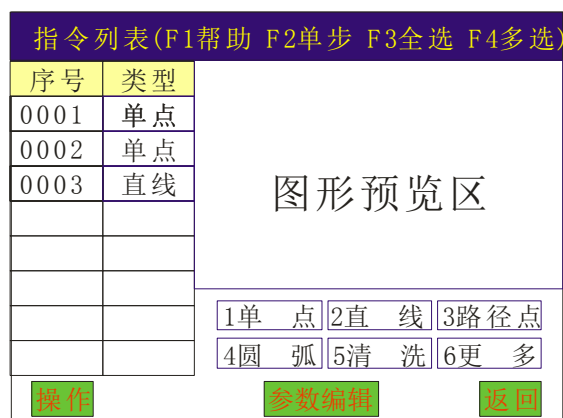 指令列表(F1帮助 F2单步 F3全选 F4多选)
序号 类型
0001 单点
0002 单点
0003 直线
图形预览区
1单 点 2直 线 3路径点
4圆 弧 5清 洗 6更 多
操作 参数编辑 返回